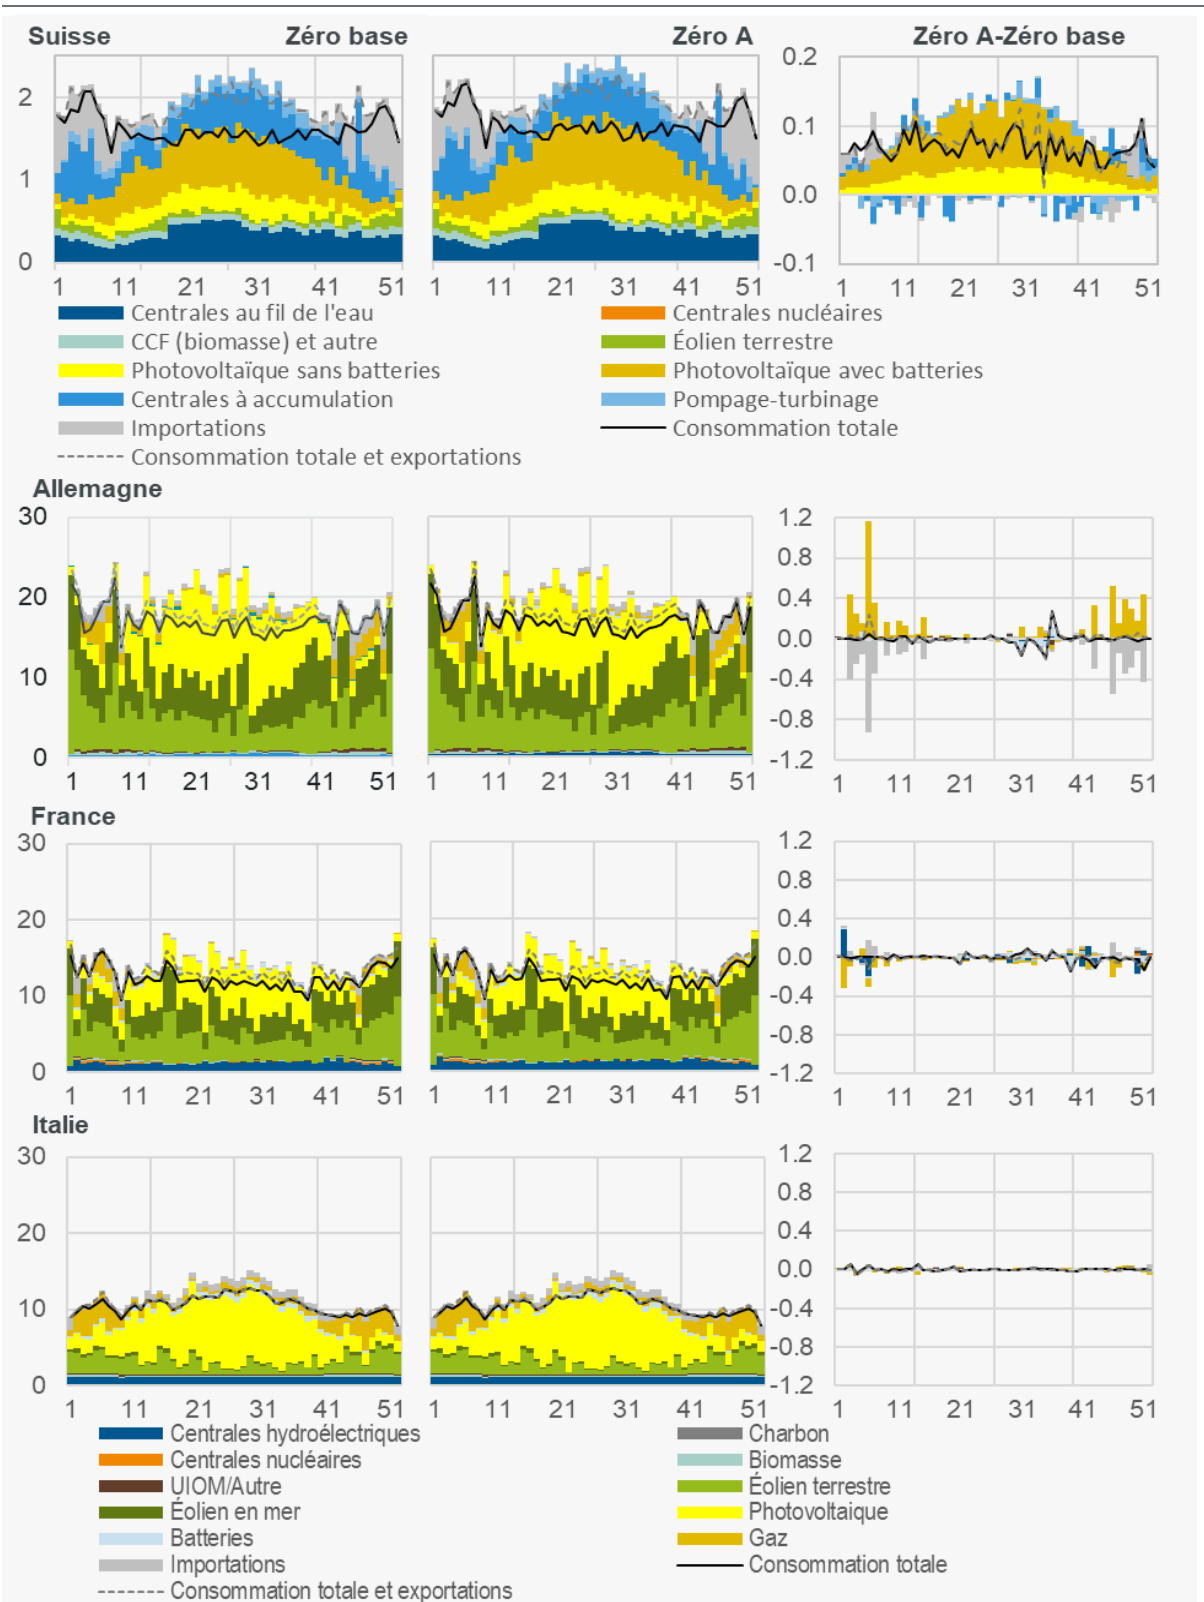 Suisse Zéro base Zéro A Zéro A-Zéro base
2
1
0
0.2
0.1
0.0
-0.1
1 11 21 31 41 51 1 11 21 31 41 51 1 11 21 31 41 51
Centrales au fil de l'eau Centrales nucléaires
CCF (biomasse) et autre Éolien terrestre
Photovoltaïque sans batteries Photovoltaïque avec batteries
Centrales à accumulation Pompage-turbinage
Importations Consommation totale
Consommation totale et exportations
Allemagne
30
20
10
0
1.2
0.8
0.4
0.0
-0.4
-0.8
-1.2
1 11 21 31 41 51 1 11 21 31 41 51 1 11 21 31 41 51
France
30
20
10
0
1.2
0.8
0.4
0.0
-0.4
-0.8
-1.2
1 11 21 31 41 51 1 11 21 31 41 51 1 11 21 31 41 51
Italie
30
20
10
0
1.2
0.8
0.4
0.0
-0.4
-0.8
-1.2
1 11 21 31 41 51 1 11 21 31 41 51 1 11 21 31 41 51
Centrales hydroélectriques Charbon
Centrales nucléaires Biomasse
UIOM/Autre Éolien terrestre
Éolien en mer Photovoltaique
Batteries Gaz
Importations Consommation totale
Consommation totale et exportations